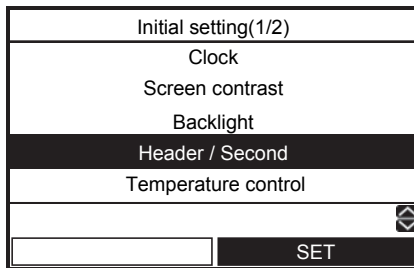 Initial setting(1/2)
Clock
Screen contrast
Backlight
Header / Second
Temperature control
SET